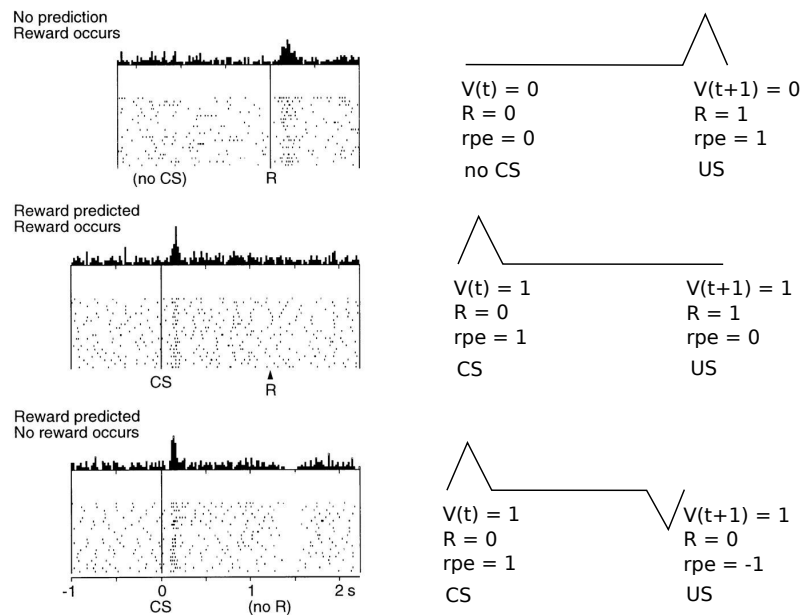 No prediction
Reward occurs
(no CS)
R
V(t) = 0
R = 0
rpe = 0
no CS
V(t+1) = 0
R = 1
rpe = 1
US
Reward predicted
Reward occurs
CS
R
V(t) = 1
R = 0
rpe = 1
CS
V(t+1) = 1
R = 1
rpe = 0
US
Reward predicted
No reward occurs
-1
0
1
2 s
CS
(no R)
V(t) = 1
R = 0
rpe = 1
CS
V(t+1) = 1
R = 0
rpe = -1
US